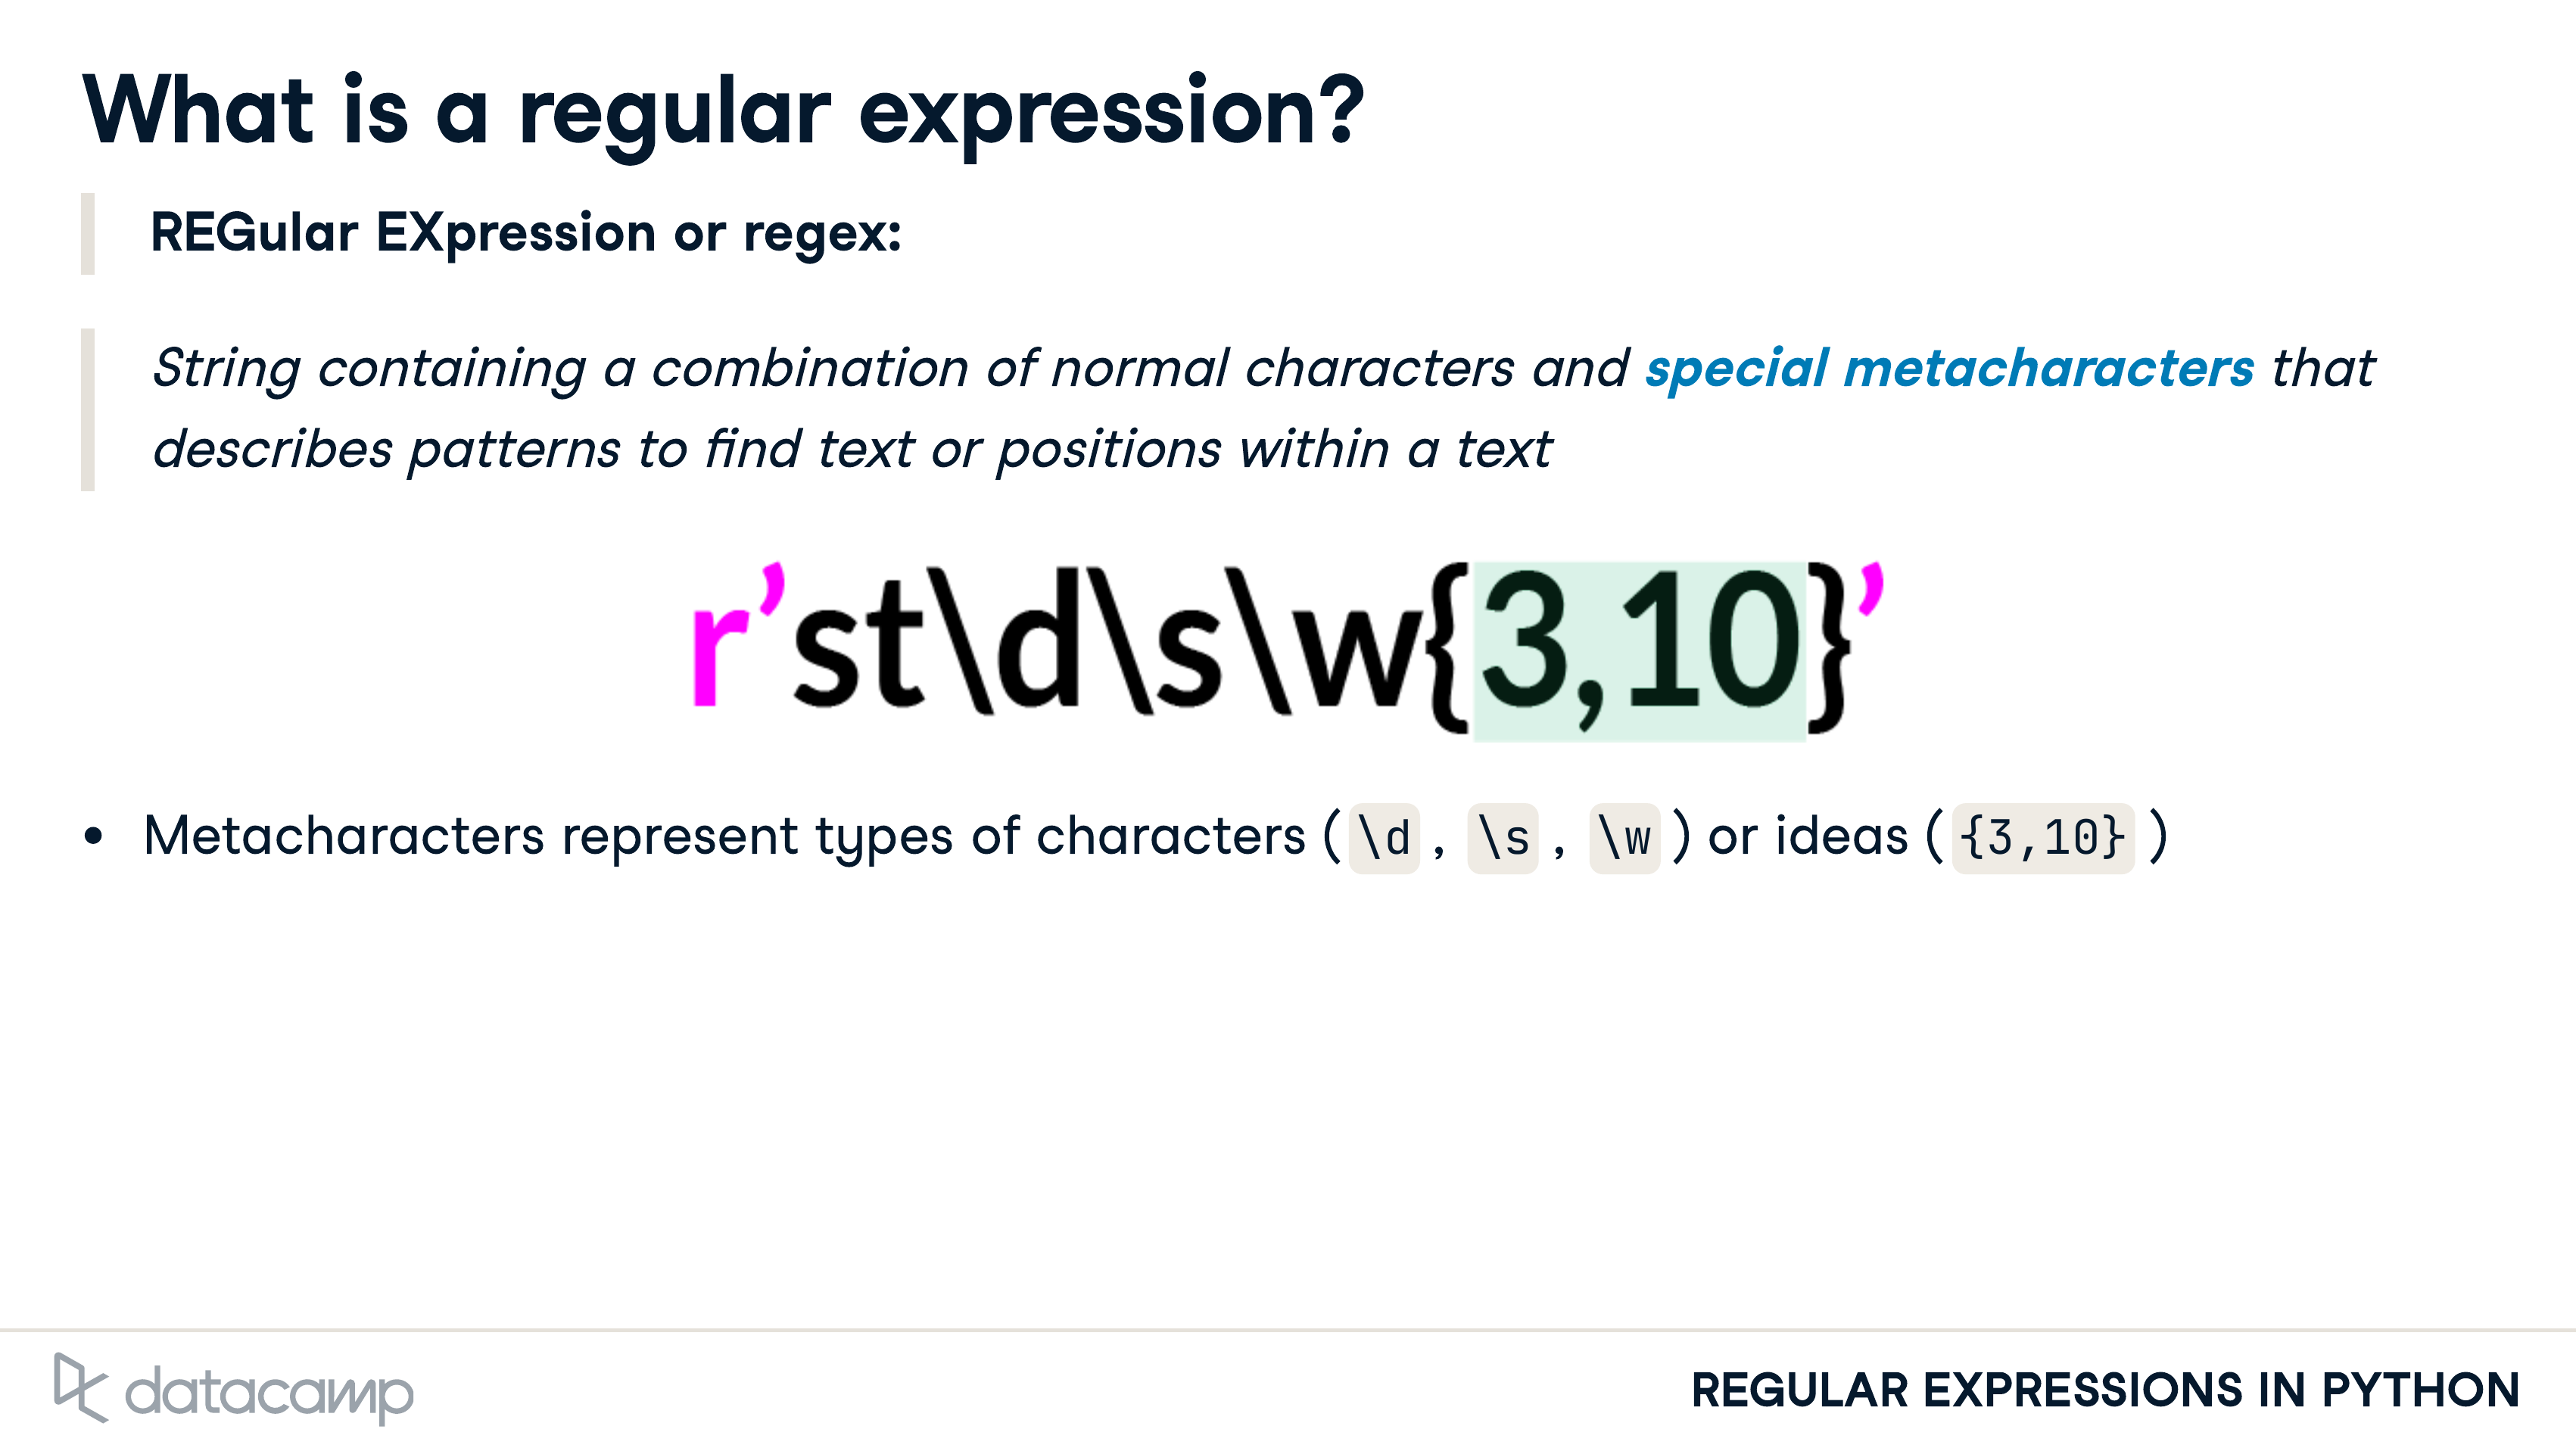 What is a regular expression?
REGular EXpression or regex:
String containing a combination of normal characters and special metacharacters that
describes patterns to find text or positions within a text
r’st\d\s\w{3,10}’
• Metacharacters represent types of characters ( \d , \s , \w ) or ideas ( {3,10} )
datacamp
REGULAR EXPRESSIONS IN PYTHON